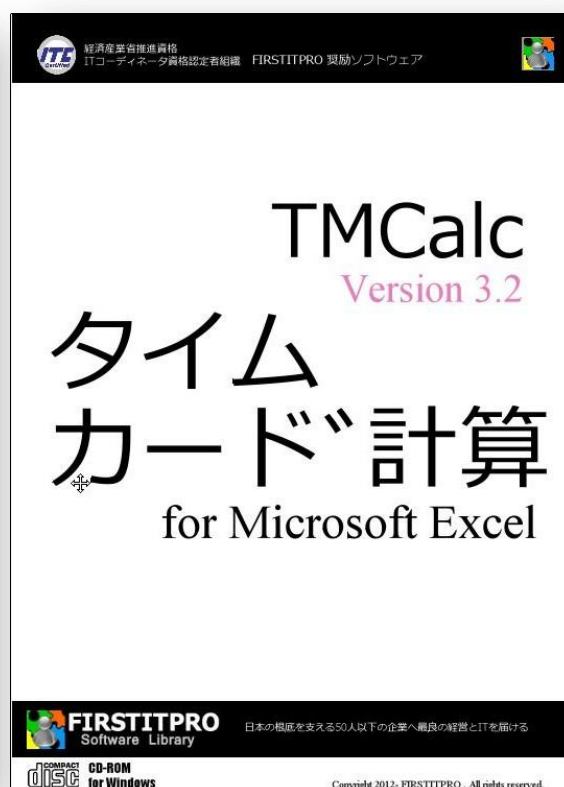 ITC
Certified
経済産業省推進資格
ITコーディネータ資格認定者組織 FIRSTITPRO 奨励ソフトウェア
TMCalc
Version 3.2
タイム
カード゛計算
for Microsoft Excel
FIRSTITPRO
Software Library
日本の根底を支える50人以下の企業へ最良の経営とITを届ける
COMPACT
disc
CD-ROM
for Windows
Copyright 2012- FIRSTITPRO . All rights reserved.